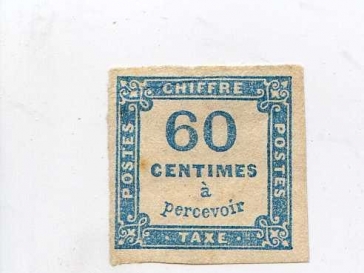 CHIFFRE
POSTES
60
CENTIMES
à
percevoir
POSTES
TAXE